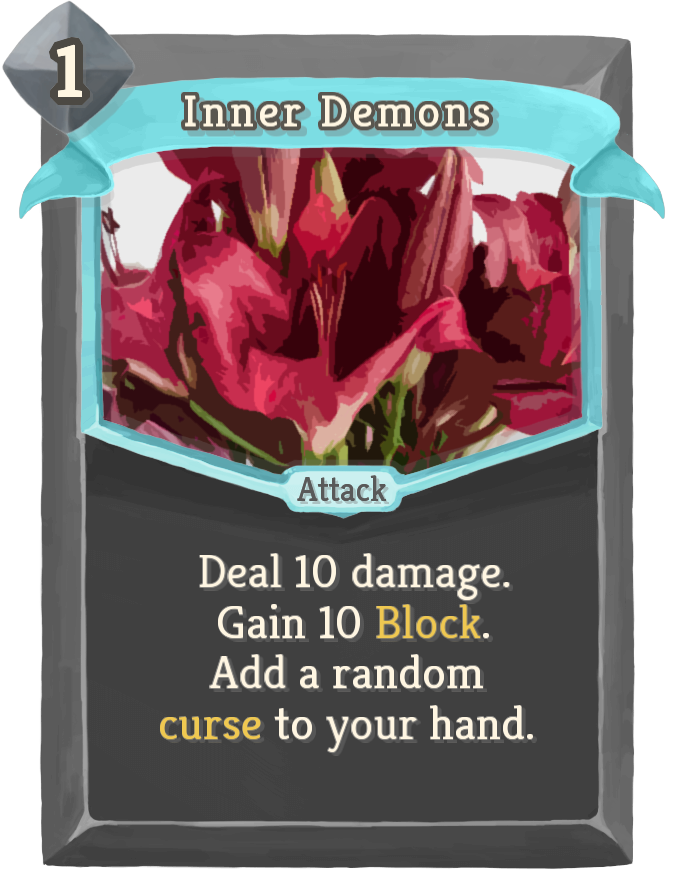 1
Inner Demons
Attack
Deal 10 damage.
Gain 10 Block.
Add a random
curse to your hand.